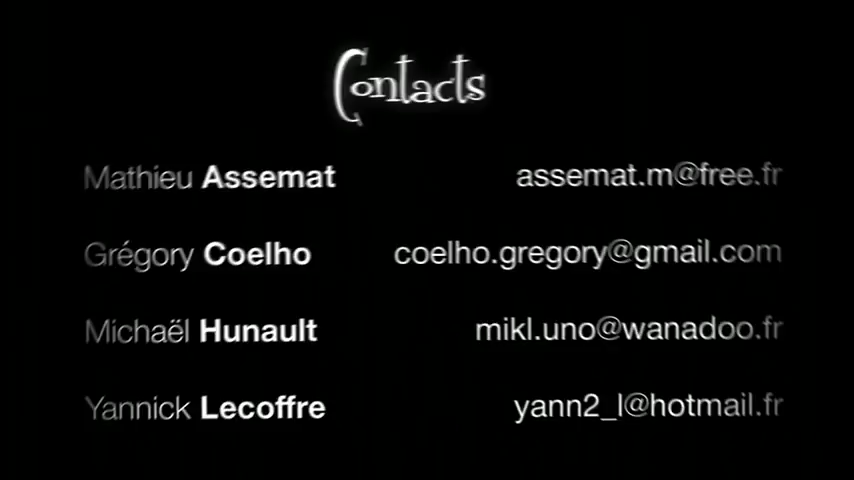 Contacts
Mathieu Assemat assemat.m@free.fr
Grégory Coelho coelho.gregory@gmail.com
Michaël Hunault mikl.uno@wanadoo.fr
Yannick Lecoffre yann2_l@hotmail.fr